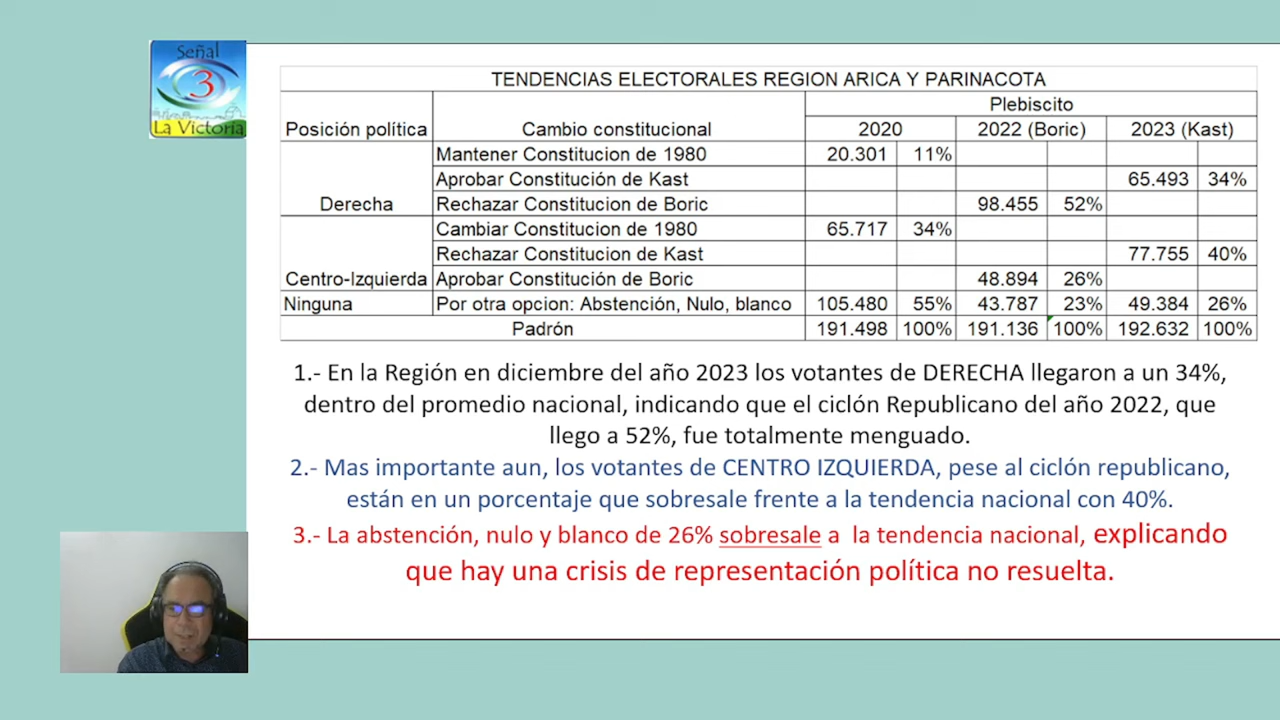 Señal
3
La Victoria
TENDENCIAS ELECTORALES REGION ARICA Y PARINACOTA
Plebiscito
Posición política Cambio constitucional 2020 2022 (Boric) 2023 (Kast)
Mantener Constitucion de 1980 20.301 11%
Aprobar Constitución de Kast 65.493 34%
Derecha Rechazar Constitucion de Boric 98.455 52%
Cambiar Constitucion de 1980 65.717 34%
Rechazar Constitucion de Kast 77.755 40%
Centro-Izquierda Aprobar Constitución de Boric 48.894 26%
Ninguna Por otra opcion: Abstención, Nulo, blanco 105.480 55% 43.787 23% 49.384 26%
Padrón 191.498 100% 191.136 100% 192.632 100%
1.- En la Región en diciembre del año 2023 los votantes de DERECHA llegaron a un 34%,
dentro del promedio nacional, indicando que el ciclón Republicano del año 2022, que
llego a 52%, fue totalmente menguado.
2.- Mas importante aun, los votantes de CENTRO IZQUIERDA, pese al ciclón republicano,
están en un porcentaje que sobresale frente a la tendencia nacional con 40%.
3.- La abstención, nulo y blanco de 26% sobresale a la tendencia nacional, explicando
que hay una crisis de representación política no resuelta.